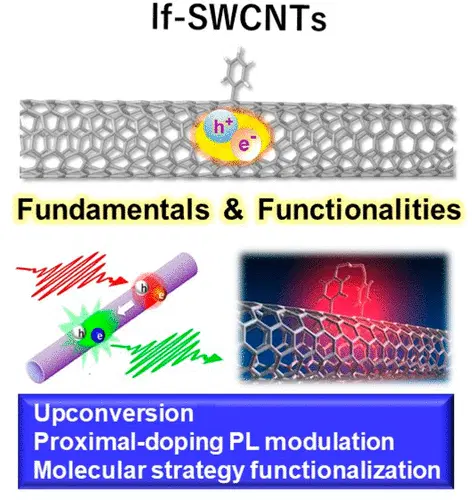 lf-SWCNTs
h+
e-
Fundamentals & Functionalities
h
e
h
e
Upconversion
Proximal-doping PL modulation
Molecular strategy functionalization